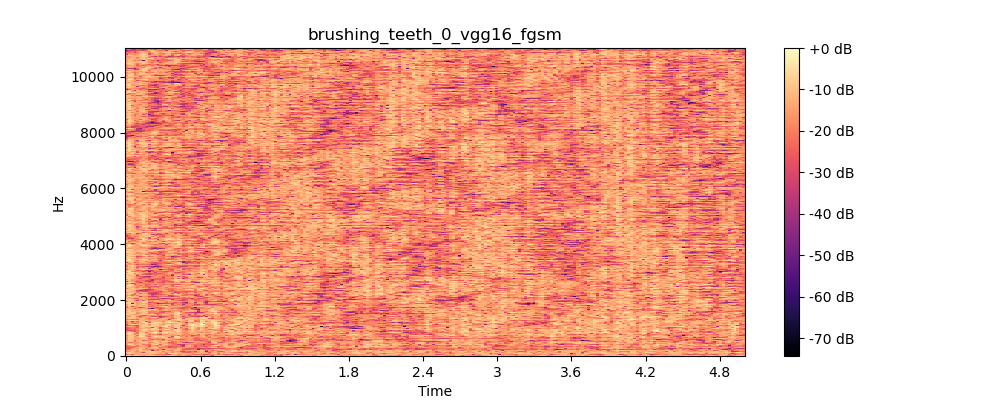 brushing_teeth_0_vgg16_fgsm
Hz
10000
8000
6000
4000
2000
0
0 0.6 1.2 1.8 2.4 3 3.6 4.2 4.8
Time
+0 dB
-10 dB
-20 dB
-30 dB
-40 dB
-50 dB
-60 dB
-70 dB